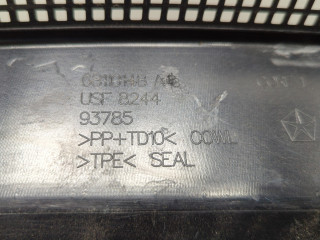 USF 8244
93785
>PP+TD10< COWL
>TPE< SEAL